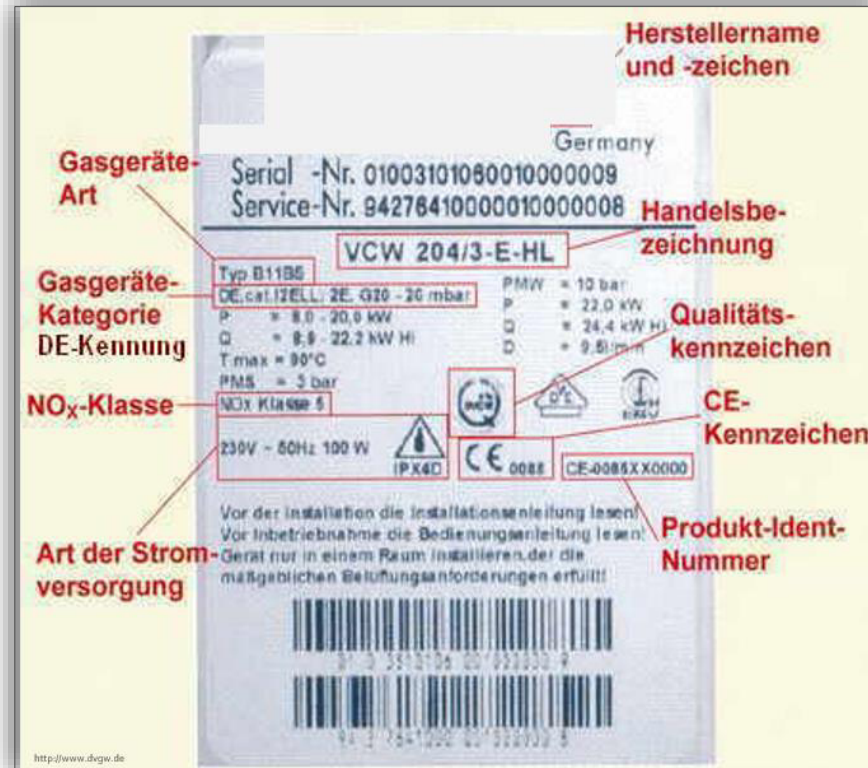 Herstellername
und -zeichen
Germany
Gasgeräte-
Art
Serial -Nr. 01003101060010000009
Service-Nr. 94276410000010000008
Handelsbe-
zeichnung
VCW 204/3-E-HL
Typ B11BS
Gasgeräte-
Kategorie
DE-Kennung
DE,cat.I2ELL; 2E, G20 - 20 mbar
P = 8,0 - 20,0 kW
Q = 8,9 - 22,2 kW Hi
T max = 90°C
PMS = 3 bar
PMW = 10 bar
P = 22,0 kW
Q = 24,4 kW Hi
D = 9,5l/min
Qualitäts-
kennzeichen
NOX-Klasse
NOx Klasse 5
CE-
Kennzeichen
230V ~ 50Hz 100 W
IPX4D
CE 0085
CE-0085XX0000
Art der Strom-
versorgung
Vor der Installation die Installationsanleitung lesen!
Vor Inbetriebnahme die Bedienungsanleitung lesen!
Gerät nur in einem Raum installieren,der die
maßgeblichen Belüftungsanforderungen erfüllt!
Produkt-Ident-
Nummer
http://www.dvgw.de